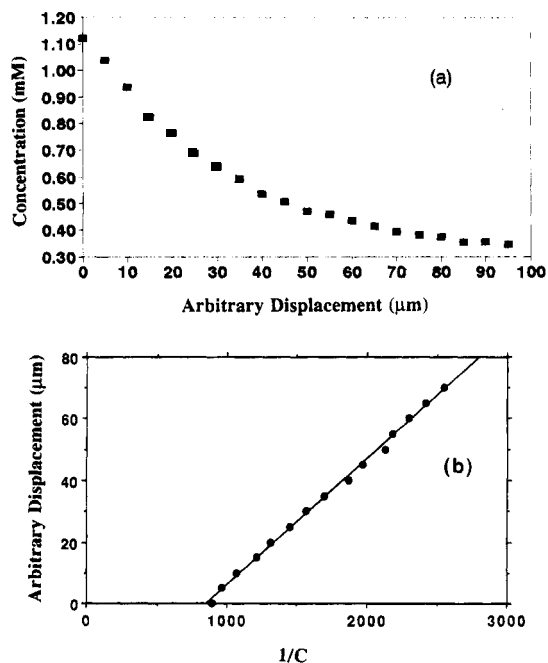 1.20
1.10
1.00
0.90
0.80
0.70
0.60
0.50
0.40
0.30
Concentration (mM)
(a)
0 10 20 30 40 50 60 70 80 90 100
Arbitrary Displacement (μm)
80
60
40
20
0
Arbitrary Displacement (μm)
(b)
0 1000 2000 3000
1/C